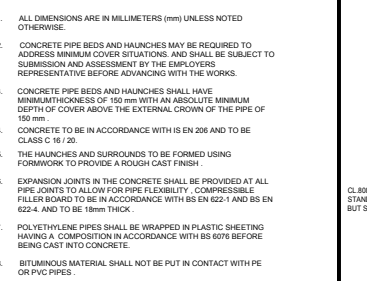 . ALL DIMENSIONS ARE IN MILLIMETERS (mm) UNLESS NOTED
OTHERWISE.
2. CONCRETE PIPE BEDS AND HAUNCHES MAY BE REQUIRED TO
ADDRESS MINIMUM COVER SITUATIONS. AND SHALL BE SUBJECT TO
SUBMISSION AND ASSESSMENT BY THE EMPLOYERS
REPRESENTATIVE BEFORE ADVANCING WITH THE WORKS.
CONCRETE PIPE BEDS AND HAUNCHES SHALL HAVE
MINIMUMTHICKNESS OF 150 mm WITH AN ABSOLUTE MINIMUM
DEPTH OF COVER ABOVE THE EXTERNAL CROWN OF THE PIPE OF
150 mm .
CONCRETE TO BE IN ACCORDANCE WITH IS EN 206 AND TO BE
CLASS C 16 / 20.
THE HAUNCHES AND SURROUNDS TO BE FORMED USING
FORMWORK TO PROVIDE A ROUGH CAST FINISH .
EXPANSION JOINTS IN THE CONCRETE SHALL BE PROVIDED AT ALL
PIPE JOINTS TO ALLOW FOR PIPE FLEXIBILITY , COMPRESSIBLE
FILLER BOARD TO BE IN ACCORDANCE WITH BS EN 622-1 AND BS EN
622-4. AND TO BE 18mm THICK .
POLYETHYLENE PIPES SHALL BE WRAPPED IN PLASTIC SHEETING
HAVING A COMPOSITION IN ACCORDANCE WITH BS 6076 BEFORE
BEING CAST INTO CONCRETE.
BITUMINOUS MATERIAL SHALL NOT BE PUT IN CONTACT WITH PE
OR PVC PIPES .
CL.80
STAN
BUT S